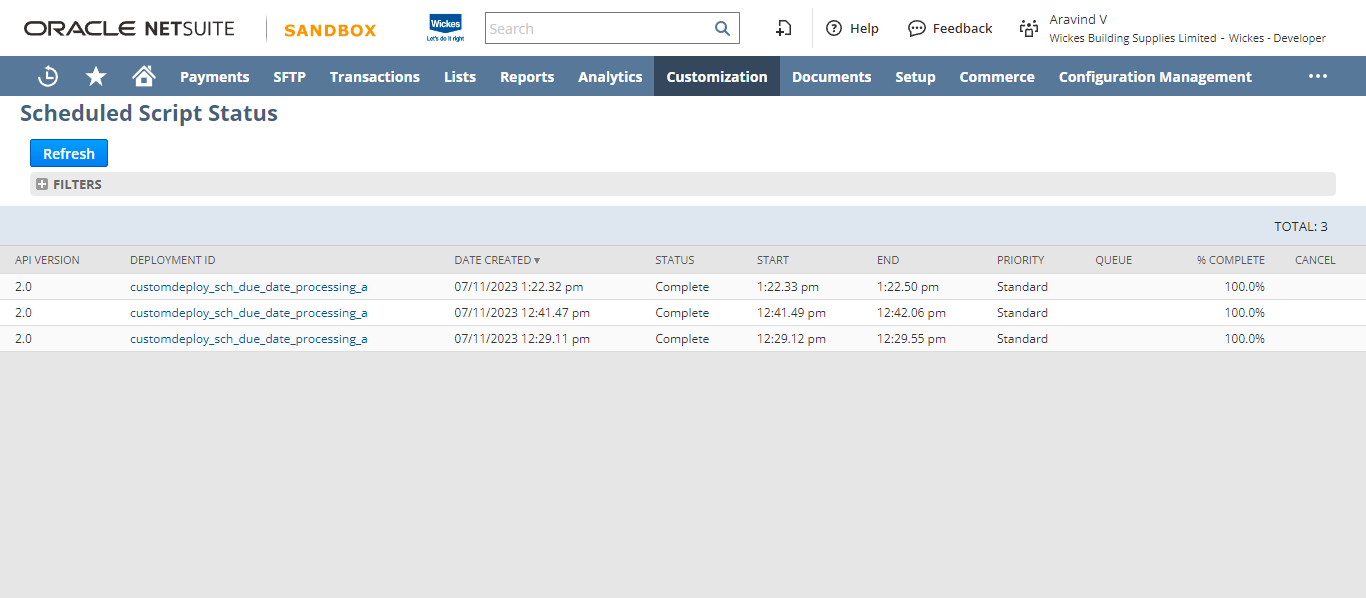 ORACLE NETSUITE
SANDBOX
Wickes
Let's do it right
Search
Help
Feedback
Aravind V
Wickes Building Supplies Limited - Wickes - Developer
Payments SFTP Transactions Lists Reports Analytics Customization Documents Setup Commerce Configuration Management
Scheduled Script Status
Refresh
FILTERS
TOTAL: 3
API VERSION DEPLOYMENT ID DATE CREATED ▼ STATUS START END PRIORITY QUEUE % COMPLETE CANCEL
2.0 customdeploy_sch_due_date_processing_a 07/11/2023 1:22.32 pm Complete 1:22.33 pm 1:22.50 pm Standard 100.0%
2.0 customdeploy_sch_due_date_processing_a 07/11/2023 12:41.47 pm Complete 12:41.49 pm 12:42.06 pm Standard 100.0%
2.0 customdeploy_sch_due_date_processing_a 07/11/2023 12:29.11 pm Complete 12:29.12 pm 12:29.55 pm Standard 100.0%